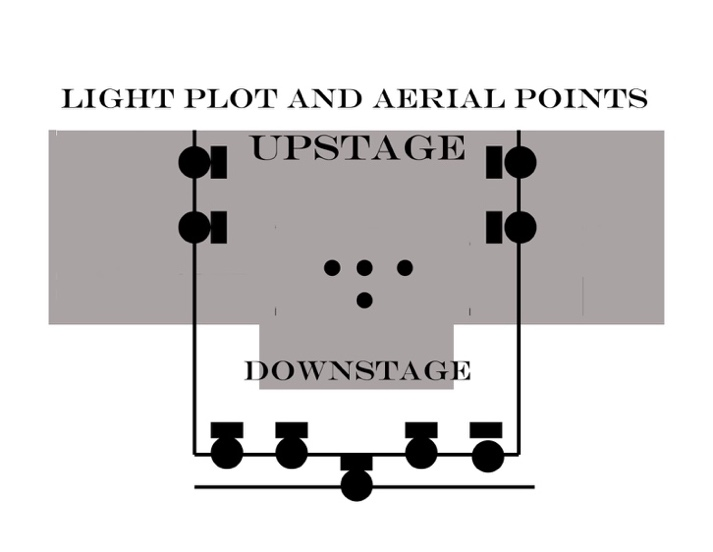 LIGHT PLOT AND AERIAL POINTS
UPSTAGE
DOWNSTAGE